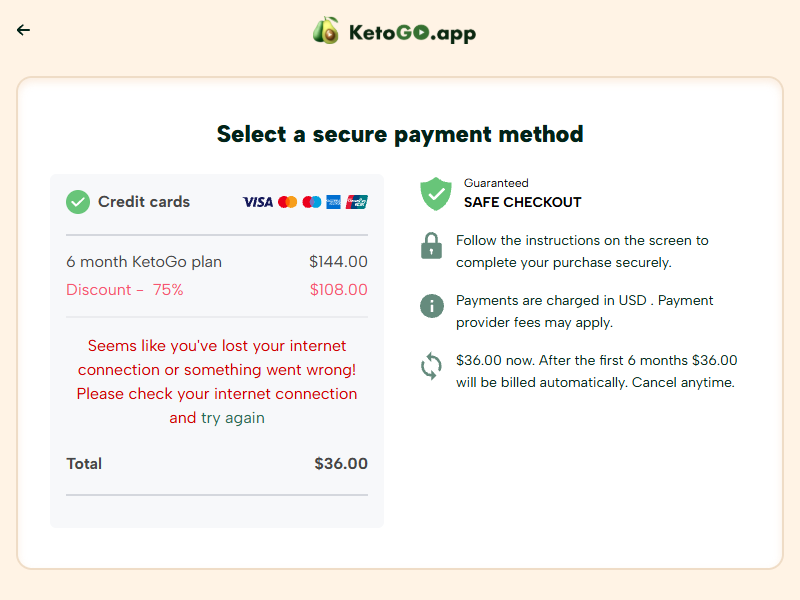 KetoGO.app
Select a secure payment method
Credit cards
VISA
6 month KetoGo plan $144.00
Discount - 75% $108.00
Seems like you've lost your internet
connection or something went wrong!
Please check your internet connection
and try again
Total $36.00
Guaranteed
SAFE CHECKOUT
Follow the instructions on the screen to
complete your purchase securely.
Payments are charged in USD . Payment
provider fees may apply.
$36.00 now. After the first 6 months $36.00
will be billed automatically. Cancel anytime.